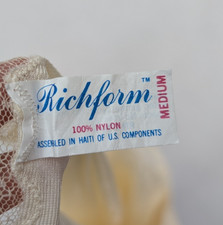 Richform™
MEDIUM
100% NYLON
ASSEMBLED IN HAITI OF U.S. COMPONENTS